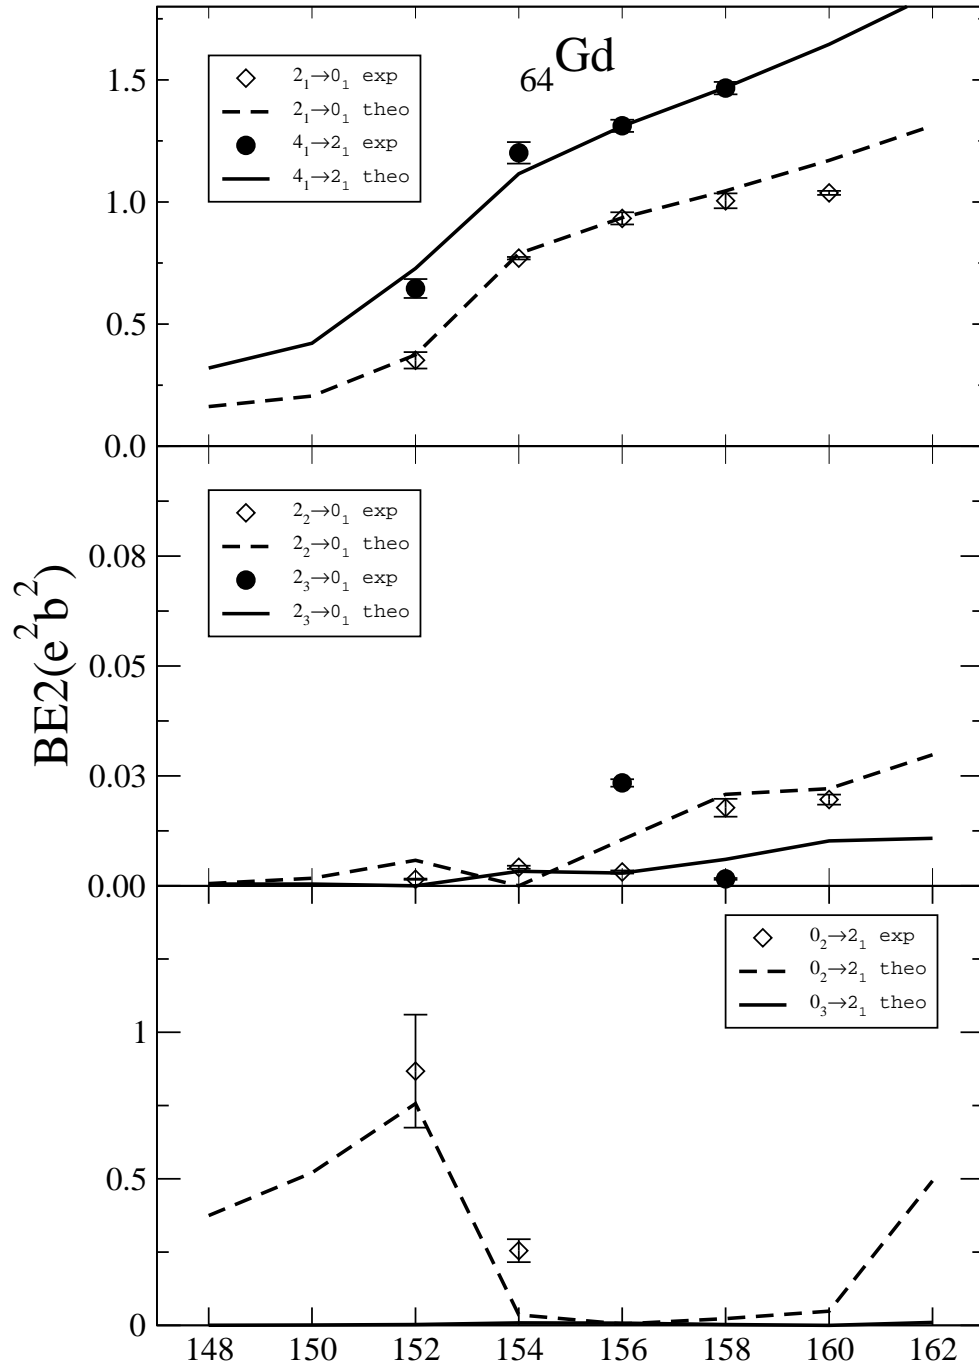 ₆₄Gd
1.5
1.0
0.5
0.0
2₁→0₁ exp
2₁→0₁ theo
4₁→2₁ exp
4₁→2₁ theo
BE2(e²b²)
0.08
0.05
0.03
0.00
2₂→0₁ exp
2₂→0₁ theo
2₃→0₁ exp
2₃→0₁ theo
1
0.5
0
0₂→2₁ exp
0₂→2₁ theo
0₃→2₁ theo
148 150 152 154 156 158 160 162